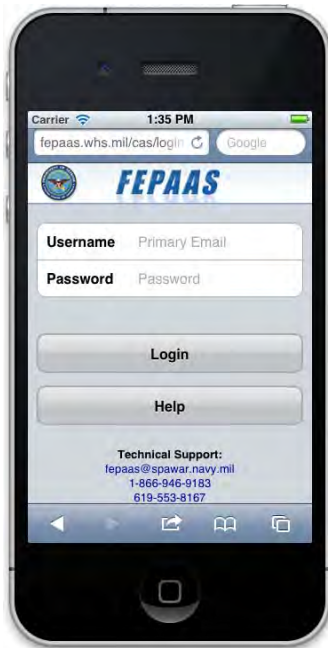 Carrier 1:35 PM
fepaas.whs.mil/cas/login Google
FEPAAS
Username Primary Email
Password Password
Login
Help
Technical Support:
fepaas@spawar.navy.mil
1-866-946-9183
619-553-8167